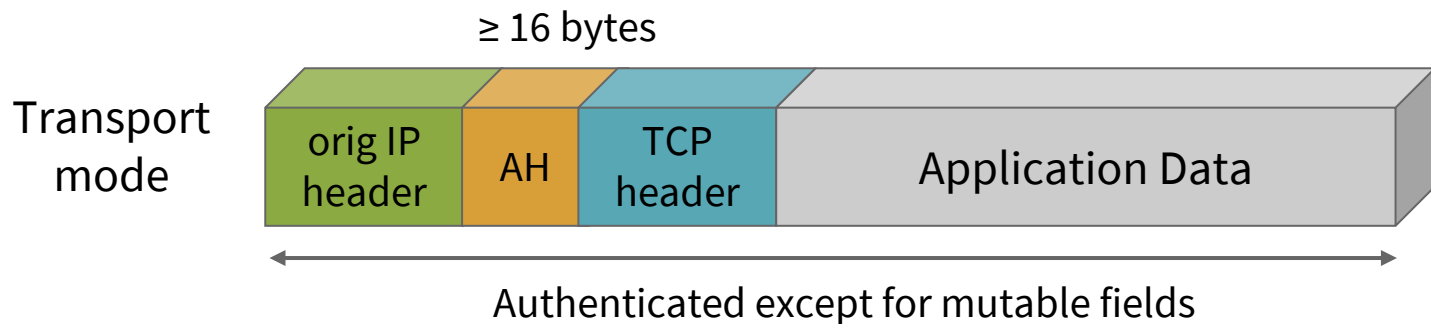 ≥ 16 bytes
Transport
mode
orig IP
header
AH
TCP
header
Application Data
Authenticated except for mutable fields